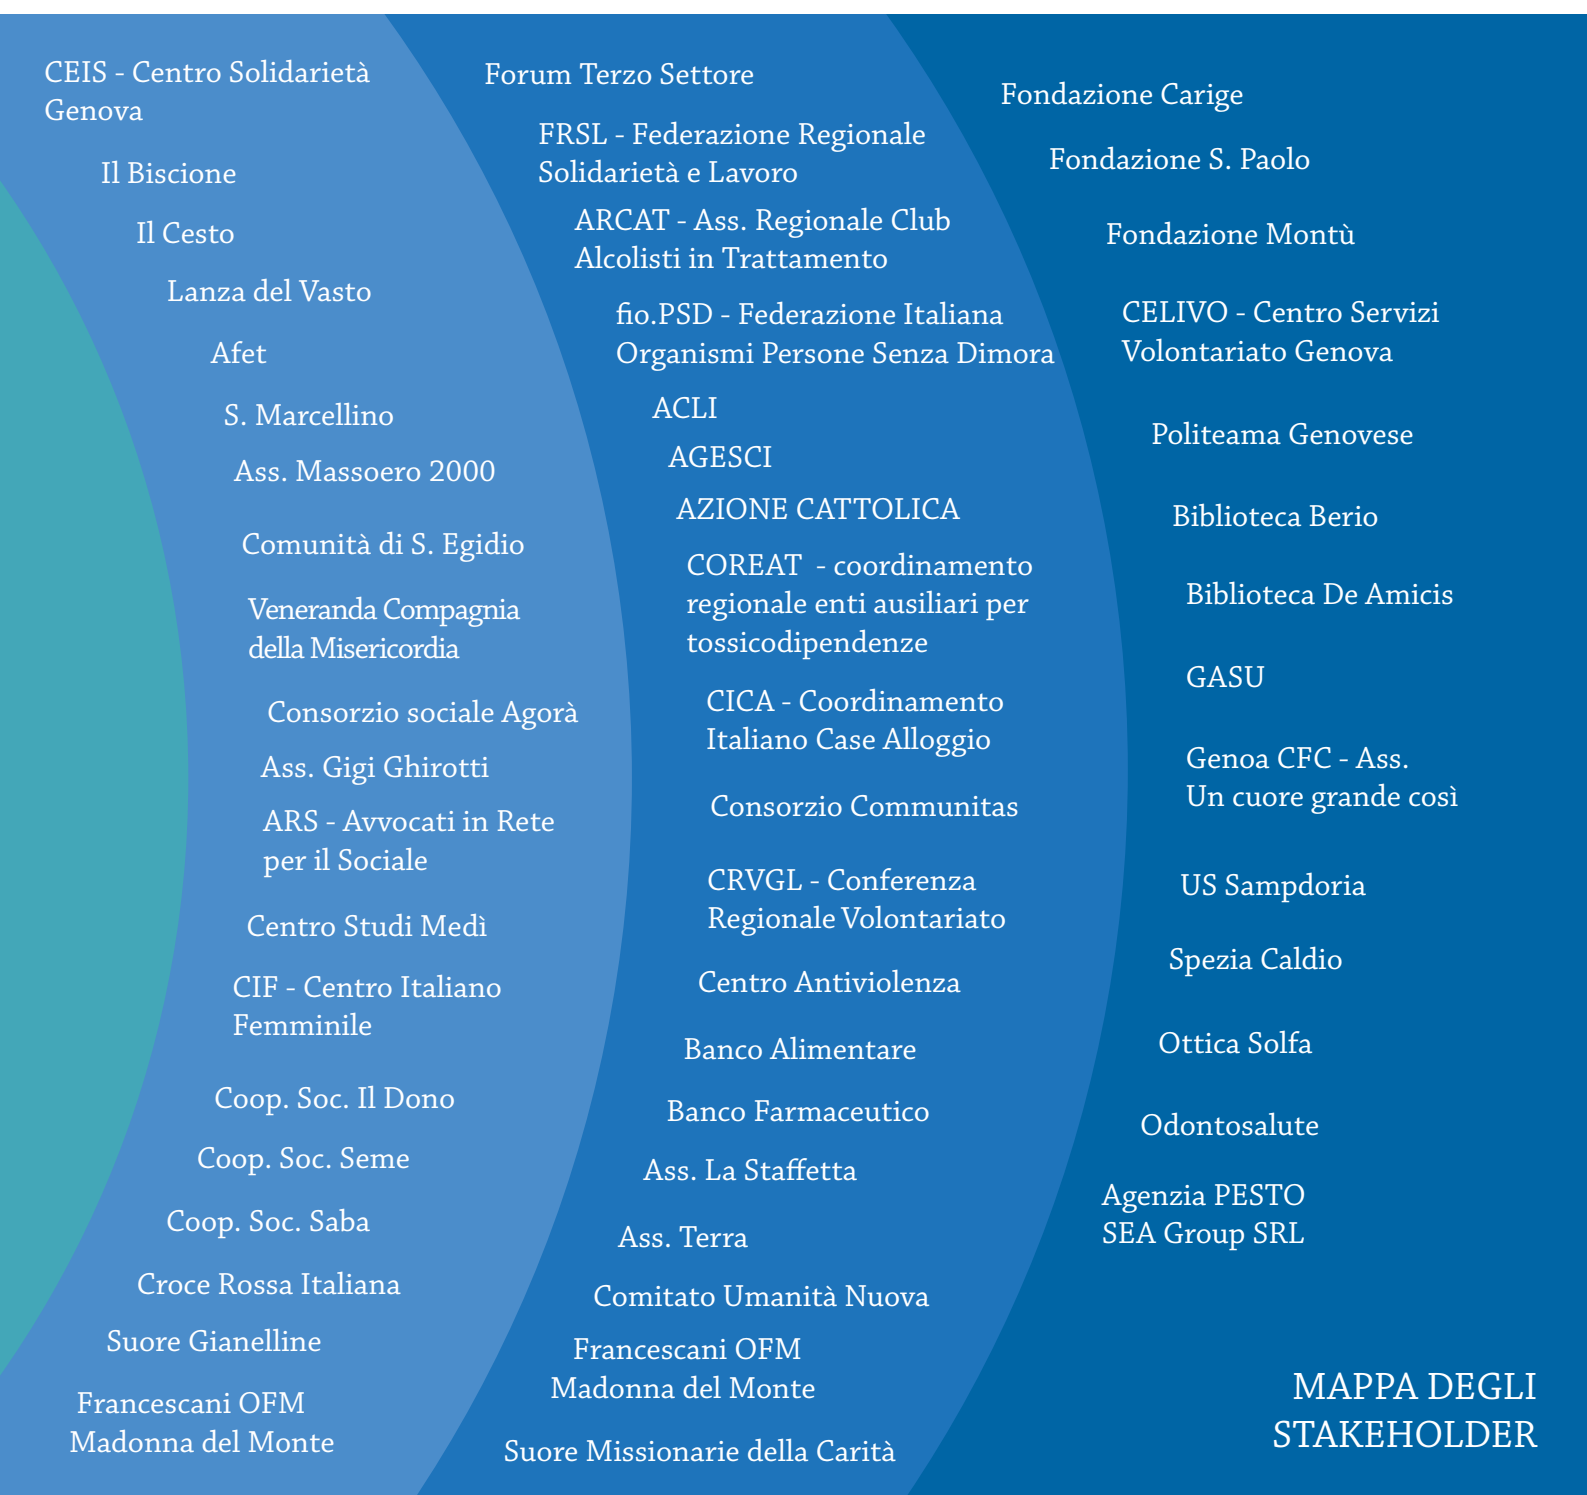 CEIS - Centro Solidarietà
Genova
Il Biscione
Il Cesto
Lanza del Vasto
Afet
S. Marcellino
Ass. Massoero 2000
Comunità di S. Egidio
Veneranda Compagnia
della Misericordia
Consorzio sociale Agorà
Ass. Gigi Ghirotti
ARS - Avvocati in Rete
per il Sociale
Centro Studi Medì
CIF - Centro Italiano
Femminile
Coop. Soc. Il Dono
Coop. Soc. Seme
Coop. Soc. Saba
Croce Rossa Italiana
Suore Gianelline
Francescani OFM
Madonna del Monte
Forum Terzo Settore
FRSL - Federazione Regionale
Solidarietà e Lavoro
ARCAT - Ass. Regionale Club
Alcolisti in Trattamento
fio.PSD - Federazione Italiana
Organismi Persone Senza Dimora
ACLI
AGESCI
AZIONE CATTOLICA
COREAT - coordinamento
regionale enti ausiliari per
tossicodipendenze
CICA - Coordinamento
Italiano Case Alloggio
Consorzio Communitas
CRVGL - Conferenza
Regionale Volontariato
Centro Antiviolenza
Banco Alimentare
Banco Farmaceutico
Ass. La Staffetta
Ass. Terra
Comitato Umanità Nuova
Francescani OFM
Madonna del Monte
Suore Missionarie della Carità
Fondazione Carige
Fondazione S. Paolo
Fondazione Montù
CELIVO - Centro Servizi
Volontariato Genova
Politeama Genovese
Biblioteca Berio
Biblioteca De Amicis
GASU
Genoa CFC - Ass.
Un cuore grande così
US Sampdoria
Spezia Caldio
Ottica Solfa
Odontosalute
Agenzia PESTO
SEA Group SRL
MAPPA DEGLI
STAKEHOLDER